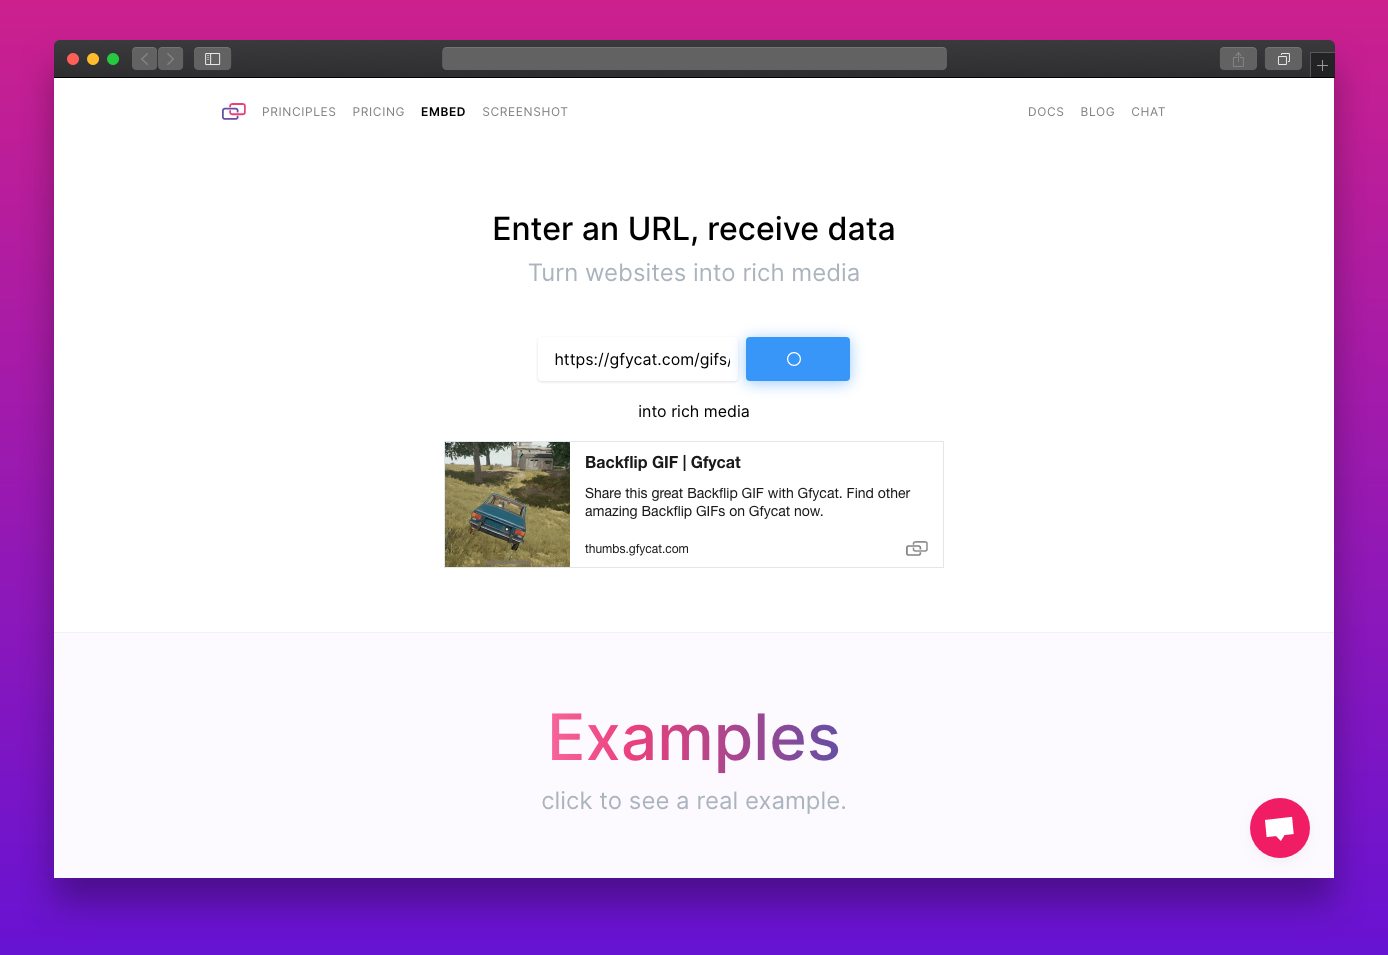 PRINCIPLES PRICING EMBED SCREENSHOT DOCS BLOG CHAT
Enter an URL, receive data
Turn websites into rich media
https://gfycat.com/gifs/
into rich media
Backflip GIF | Gfycat
Share this great Backflip GIF with Gfycat. Find other
amazing Backflip GIFs on Gfycat now.
thumbs.gfycat.com
Examples
click to see a real example.